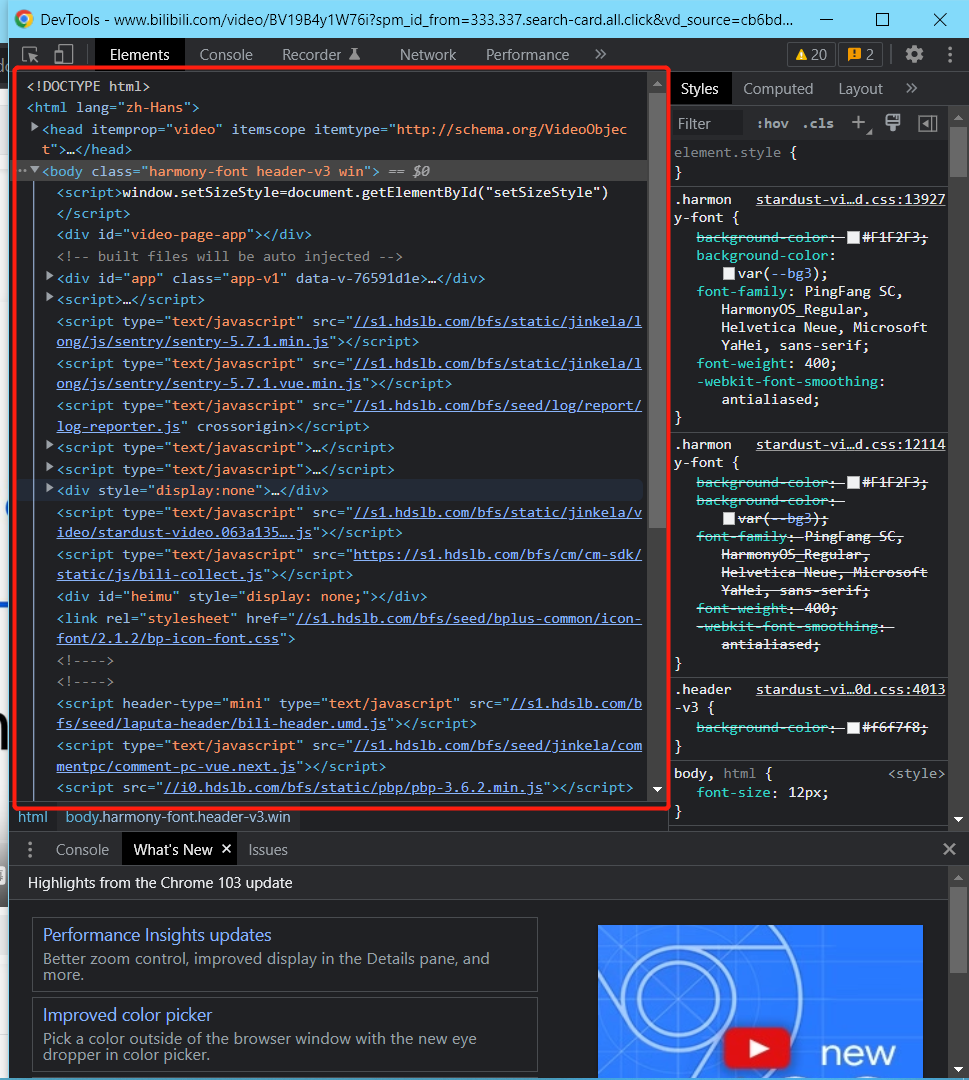 DevTools - www.bilibili.com/video/BV19B4y1W76i?spm_id_from=333.337.search-card.all.click&vd_source=cb6bd...
Elements Console Recorder Network Performance » 20 2
<!DOCTYPE html>
<html lang="zh-Hans">
<head itemprop="video" itemscope itemtype="http://schema.org/VideoObjec
t">…</head>
<body class="harmony-font header-v3 win"> == $0
<script>window.setSizeStyle=document.getElementById("setSizeStyle")
</script>
<div id="video-page-app"></div>
<!-- built files will be auto injected -->
<div id="app" class="app-v1" data-v-76591d1e>…</div>
<script>…</script>
<script type="text/javascript" src="//s1.hdslb.com/bfs/static/jinkela/l
ong/js/sentry/sentry-5.7.1.min.js"></script>
<script type="text/javascript" src="//s1.hdslb.com/bfs/static/jinkela/l
ong/js/sentry/sentry-5.7.1.vue.min.js"></script>
<script type="text/javascript" src="//s1.hdslb.com/bfs/seed/log/report/
log-reporter.js" crossorigin></script>
<script type="text/javascript">…</script>
<script type="text/javascript">…</script>
<div style="display:none">…</div>
<script type="text/javascript" src="//s1.hdslb.com/bfs/static/jinkela/v
ideo/stardust-video.063a135….js"></script>
<script type="text/javascript" src="https://s1.hdslb.com/bfs/cm/cm-sdk/
static/js/bili-collect.js"></script>
<div id="heimu" style="display: none;"></div>
<link rel="stylesheet" href="//s1.hdslb.com/bfs/seed/bplus-common/icon-
font/2.1.2/bp-icon-font.css">
<!---->
<!---->
<script header-type="mini" type="text/javascript" src="//s1.hdslb.com/b
fs/seed/laputa-header/bili-header.umd.js"></script>
<script type="text/javascript" src="//s1.hdslb.com/bfs/seed/jinkela/com
mentpc/comment-pc-vue.next.js"></script>
<script src="//i0.hdslb.com/bfs/static/pbp/pbp-3.6.2.min.js"></script>
html body.harmony-font.header-v3.win
Styles Computed Layout »
Filter :hov .cls +
element.style {
}
.harmon stardust-vi…d.css:13927
y-font {
background-color: #F1F2F3;
background-color:
var(--bg3);
font-family: PingFang SC,
HarmonyOS_Regular,
Helvetica Neue, Microsoft
YaHei, sans-serif;
font-weight: 400;
-webkit-font-smoothing:
antialiased;
}
.harmon stardust-vi…d.css:12114
y-font {
background-color: #F1F2F3;
background-color:
var(--bg3);
font-family: PingFang SC,
HarmonyOS_Regular,
Helvetica Neue, Microsoft
YaHei, sans-serif;
font-weight: 400;
-webkit-font-smoothing:
antialiased;
}
.header stardust-vi…0d.css:4013
-v3 {
background-color: #f6f7f8;
}
body, html { <style>
font-size: 12px;
}
Console What's New × Issues
Highlights from the Chrome 103 update
Performance Insights updates
Better zoom control, improved display in the Details pane, and
more.
Improved color picker
Pick a color outside of the browser window with the new eye
dropper in color picker.
new